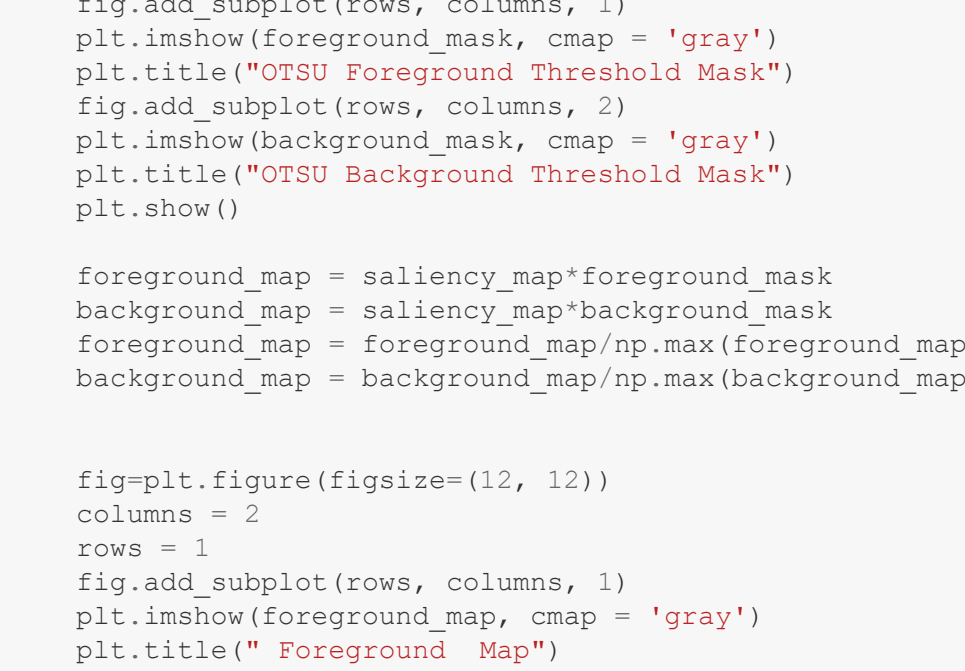 fig.add_subplot(rows, columns, 1)
plt.imshow(foreground_mask, cmap = 'gray')
plt.title("OTSU Foreground Threshold Mask")
fig.add_subplot(rows, columns, 2)
plt.imshow(background_mask, cmap = 'gray')
plt.title("OTSU Background Threshold Mask")
plt.show()
foreground_map = saliency_map*foreground_mask
background_map = saliency_map*background_mask
foreground_map = foreground_map/np.max(foreground_map
background_map = background_map/np.max(background_map
fig=plt.figure(figsize=(12, 12))
columns = 2
rows = 1
fig.add_subplot(rows, columns, 1)
plt.imshow(foreground_map, cmap = 'gray')
plt.title(" Foreground  Map")